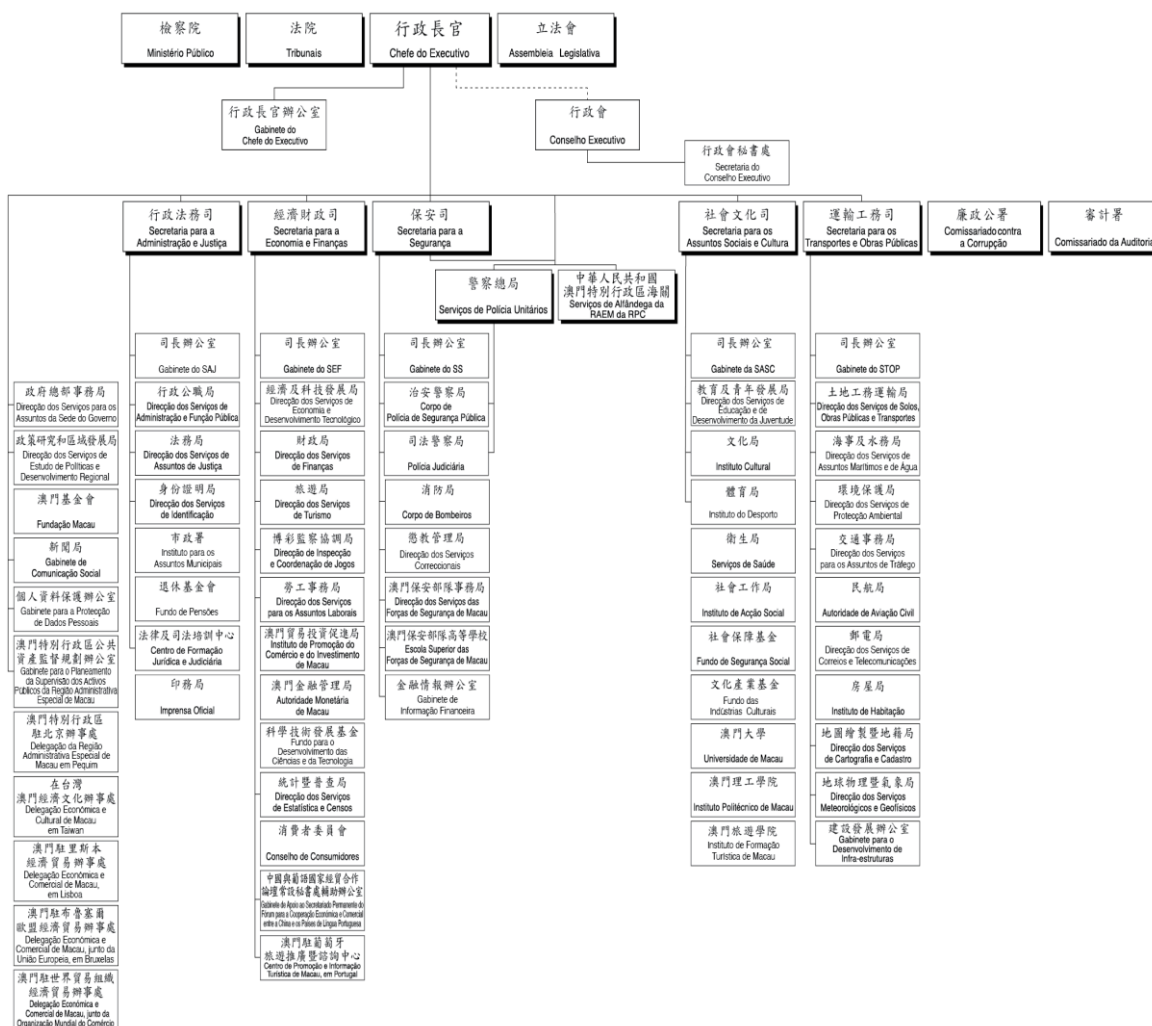 檢察院
Ministério Público
法院
Tribunais
行政長官
Chefe do Executivo
立法會
Assembleia Legislativa
行政長官辦公室
Gabinete do
Chefe do Executivo
行政會
Conselho Executivo
行政會秘書處
Secretaria do
Conselho Executivo
行政法務司
Secretaria para a
Administração e Justiça
經濟財政司
Secretaria para a
Economia e Finanças
保安司
Secretaria para a
Segurança
社會文化司
Secretaria para os
Assuntos Sociais e Cultura
運輸工務司
Secretaria para os
Transportes e Obras Públicas
廉政公署
Comissariado contra
a Corrupção
審計署
Comissariado da Auditoria
警察總局
Serviços de Polícia Unitários
中華人民共和國
澳門特別行政區海關
Serviços de Alfândega da
RAEM da RPC
政府總部事務局
Direcção dos Serviços para os
Assuntos da Sede do Governo
政策研究和區域發展局
Direcção dos Serviços de
Estudo de Políticas e
Desenvolvimento Regional
澳門基金會
Fundação Macau
新聞局
Gabinete de
Comunicação Social
個人資料保護辦公室
Gabinete para a Protecção
de Dados Pessoais
澳門特別行政區公共
資產監督規劃辦公室
Gabinete para o Planeamento
da Supervisão dos Activos
Públicos da Região Administrativa
Especial de Macau
澳門特別行政區
駐北京辦事處
Delegação da Região
Administrativa Especial de
Macau em Pequim
在台灣
澳門經濟文化辦事處
Delegação Económica e
Cultural de Macau
em Taiwan
澳門駐里斯本
經濟貿易辦事處
Delegação Económica e
Comercial de Macau,
em Lisboa
澳門駐布魯塞爾
歐盟經濟貿易辦事處
Delegação Económica e
Comercial de Macau, junto da
União Europeia, em Bruxelas
澳門駐世界貿易組織
經濟貿易辦事處
Delegação Económica e
Comercial de Macau, junto da
Organização Mundial do Comércio
司長辦公室
Gabinete do SAJ
行政公職局
Direcção dos Serviços de
Administração e Função Pública
法務局
Direcção dos Serviços de
Assuntos de Justiça
身份證明局
Direcção dos Serviços
de Identificação
市政署
Instituto para os
Assuntos Municipais
退休基金會
Fundo de Pensões
法律及司法培訓中心
Centro de Formação
Jurídica e Judiciária
印務局
Imprensa Oficial
司長辦公室
Gabinete do SEF
經濟及科技發展局
Direcção dos Serviços de
Economia e
Desenvolvimento Tecnológico
財政局
Direcção dos Serviços
de Finanças
旅遊局
Direcção dos Serviços
de Turismo
博彩監察協調局
Direcção de Inspecção
e Coordenação de Jogos
勞工事務局
Direcção dos Serviços
para os Assuntos Laborais
澳門貿易投資促進局
Instituto de Promoção do
Comércio e do Investimento
de Macau
澳門金融管理局
Autoridade Monetária
de Macau
科學技術發展基金
Fundo para o
Desenvolvimento das
Ciências e da Tecnologia
統計暨普查局
Direcção dos Serviços
de Estatística e Censos
消費者委員會
Conselho de Consumidores
中國與葡語國家經貿合作
論壇常設秘書處輔助辦公室
Gabinete de Apoio ao Secretariado Permanente do
Fórum para a Cooperação Económica e Comercial
entre a China e os Países de Língua Portuguesa
澳門駐葡萄牙
旅遊推廣暨諮詢中心
Centro de Promoção e Informação
Turística de Macau, em Portugal
司長辦公室
Gabinete do SS
治安警察局
Corpo de
Polícia de Segurança Pública
司法警察局
Polícia Judiciária
消防局
Corpo de Bombeiros
懲教管理局
Direcção dos Serviços
Correccionais
澳門保安部隊事務局
Direcção dos Serviços das
Forças de Segurança de Macau
澳門保安部隊高等學校
Escola Superior das
Forças de Segurança de Macau
金融情報辦公室
Gabinete de
Informação Financeira
司長辦公室
Gabinete da SASC
教育及青年發展局
Direcção dos Serviços de
Educação e de
Desenvolvimento da Juventude
文化局
Instituto Cultural
體育局
Instituto do Desporto
衛生局
Serviços de Saúde
社會工作局
Instituto de Acção Social
社會保障基金
Fundo de Segurança Social
文化產業基金
Fundo das
Indústrias Culturais
澳門大學
Universidade de Macau
澳門理工學院
Instituto Politécnico de Macau
澳門旅遊學院
Instituto de Formação
Turística de Macau
司長辦公室
Gabinete do STOP
土地工務運輸局
Direcção dos Serviços de Solos,
Obras Públicas e Transportes
海事及水務局
Direcção dos Serviços de
Assuntos Marítimos e de Água
環境保護局
Direcção dos Serviços de
Protecção Ambiental
交通事務局
Direcção dos Serviços
para os Assuntos de Tráfego
民航局
Autoridade de Aviação Civil
郵電局
Direcção dos Serviços de
Correios e Telecomunicações
房屋局
Instituto de Habitação
地圖繪製暨地籍局
Direcção dos Serviços
de Cartografia e Cadastro
地球物理暨氣象局
Direcção dos Serviços
Meteorológicos e Geofísicos
建設發展辦公室
Gabinete para o
Desenvolvimento de
Infra-estruturas